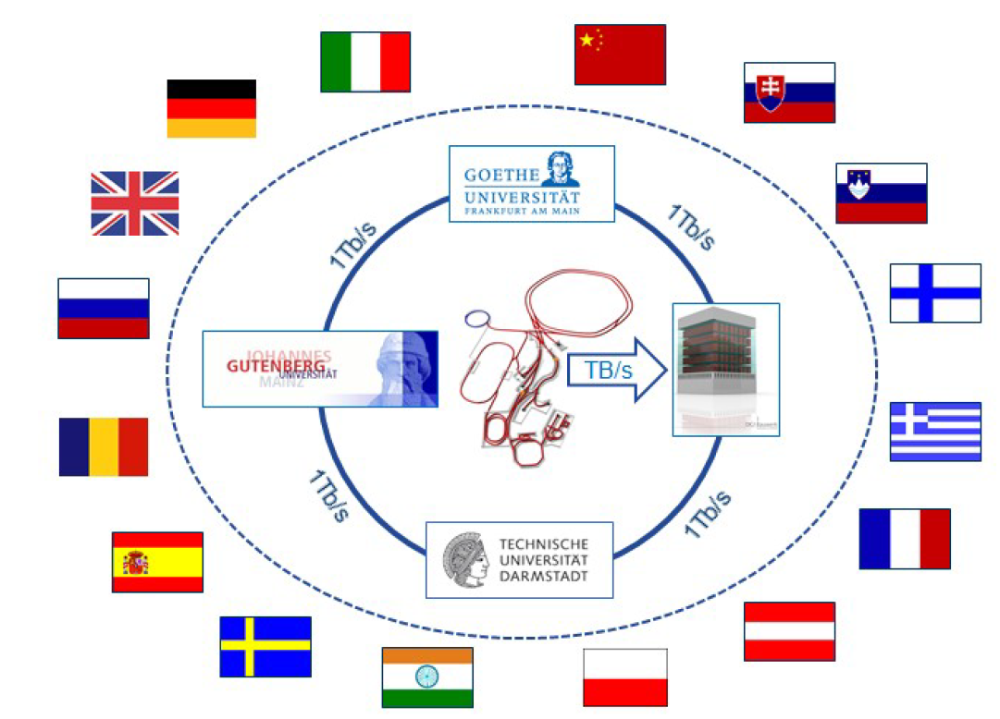 GOETHE
UNIVERSITÄT
FRANKFURT AM MAIN
1Tb/s
1Tb/s
JOHANNES
GUTENBERG
UNIVERSITÄT
MAINZ
TB/s
1Tb/s
1Tb/s
TECHNISCHE
UNIVERSITÄT
DARMSTADT